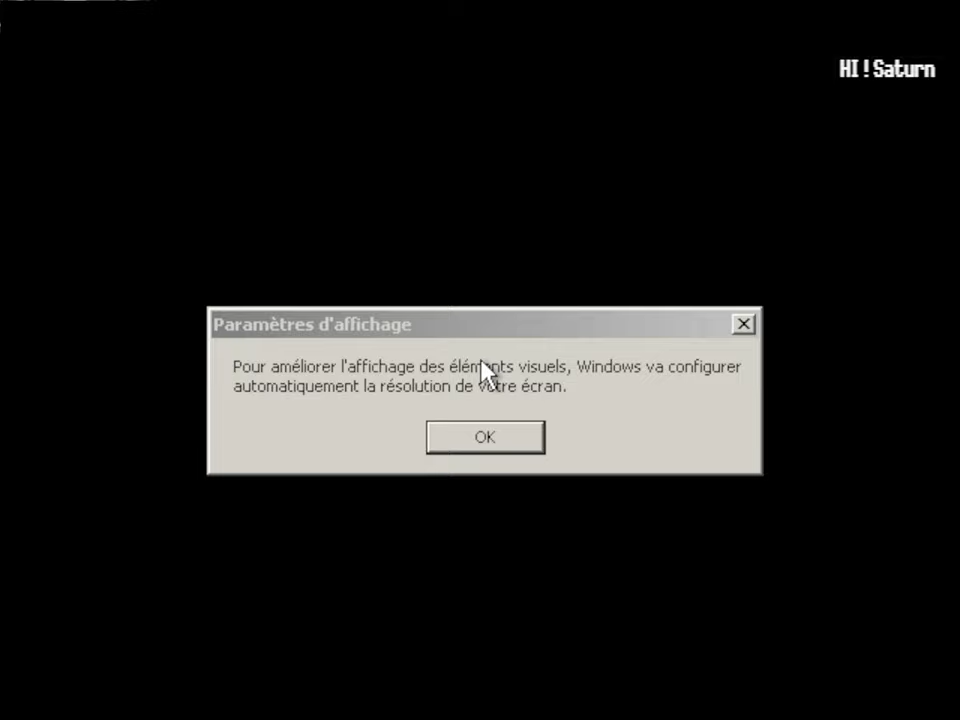 HI!Saturn
Paramètres d'affichage
Pour améliorer l'affichage des éléments visuels, Windows va configurer
automatiquement la résolution de votre écran.
OK